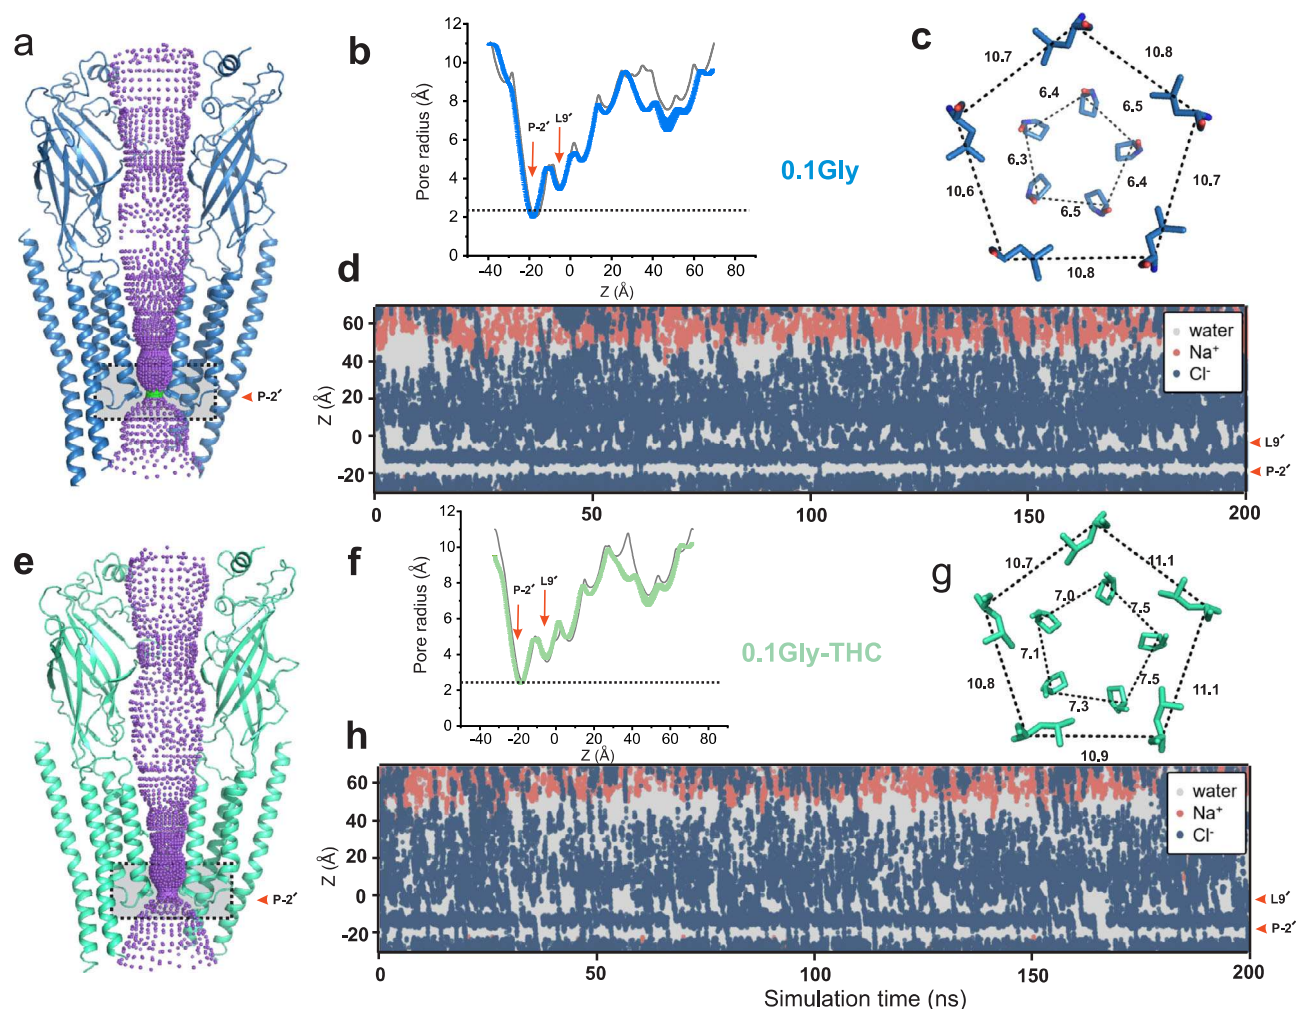 a
P-2′
b
Pore radius (Å)
12
10
8
6
4
2
0
P-2′
L9′
-40
-20
0
20
40
60
80
Z (Å)
0.1Gly
c
10.7
10.8
6.4
6.5
6.3
6.4
10.6
10.7
6.5
10.8
d
Z (Å)
60
40
20
0
-20
water
Na⁺
Cl⁻
L9′
P-2′
0
50
100
150
200
e
P-2′
f
Pore radius (Å)
12
10
8
6
4
2
0
P-2′
L9′
-40
-20
0
20
40
60
80
Z (Å)
0.1Gly-THC
g
10.7
11.1
7.0
7.5
7.1
7.5
10.8
11.1
7.3
10.9
h
Z (Å)
60
40
20
0
-20
water
Na⁺
Cl⁻
L9′
P-2′
0
50
100
150
200
Simulation time (ns)